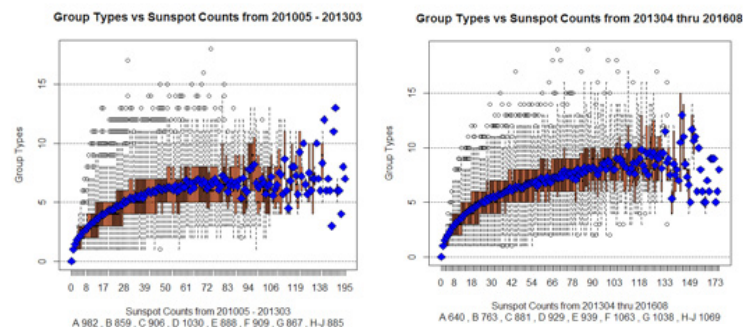 Group Types vs Sunspot Counts from 201005 - 201303
Group Types
15
10
5
0
0 8 17 28 39 50 61 72 83 94 106 119 138 195
Sunspot Counts from 201005 - 201303
A 982 , B 859 , C 906 , D 1030 , E 888 , F 909 , G 867 , H-J 885
Group Types vs Sunspot Counts from 201304 thru 201608
Group Types
15
10
5
0
0 8 18 30 42 54 66 78 90 103 117 133 149 173
Sunspot Counts from 201304 thru 201608
A 640 , B 763 , C 881 , D 929 , E 939 , F 1063 , G 1038 , H-J 1069